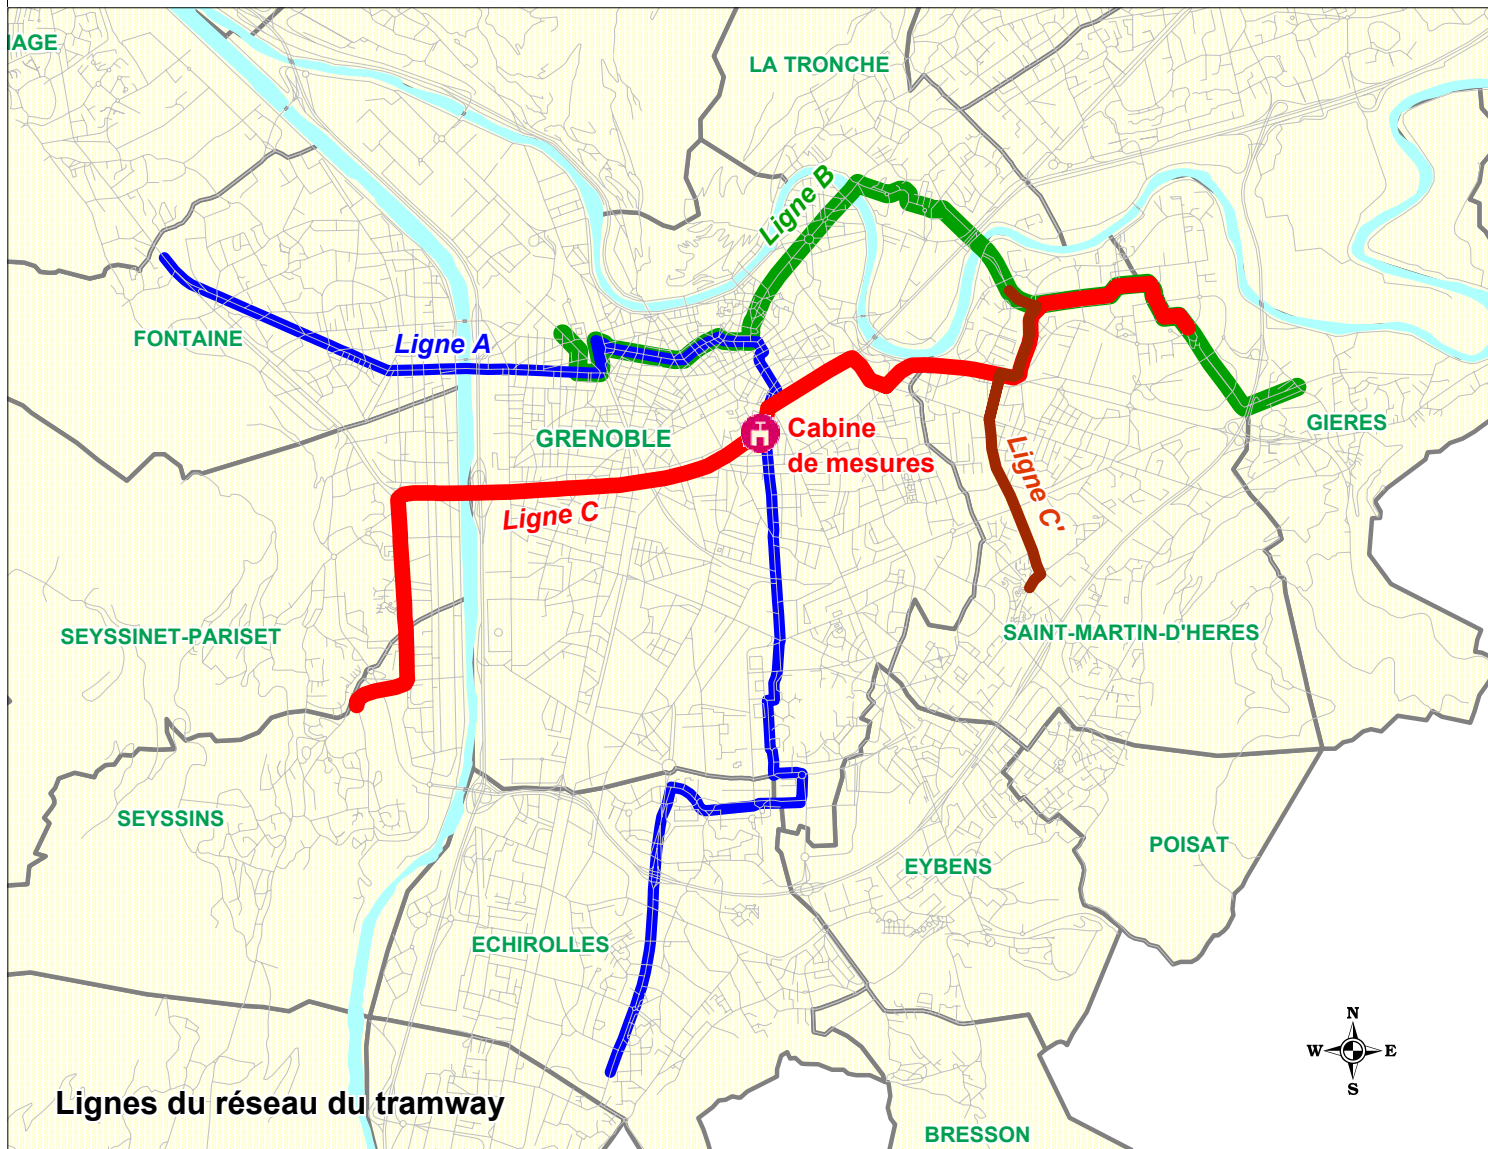 NAGE
LA TRONCHE
Ligne B
FONTAINE
Ligne A
GRENOBLE
Cabine
de mesures
GIERES
Ligne C
Ligne C'
SEYSSINET-PARISET
SAINT-MARTIN-D'HERES
SEYSSINS
POISAT
EYBENS
ECHIROLLES
N
W E
S
Lignes du réseau du tramway
BRESSON